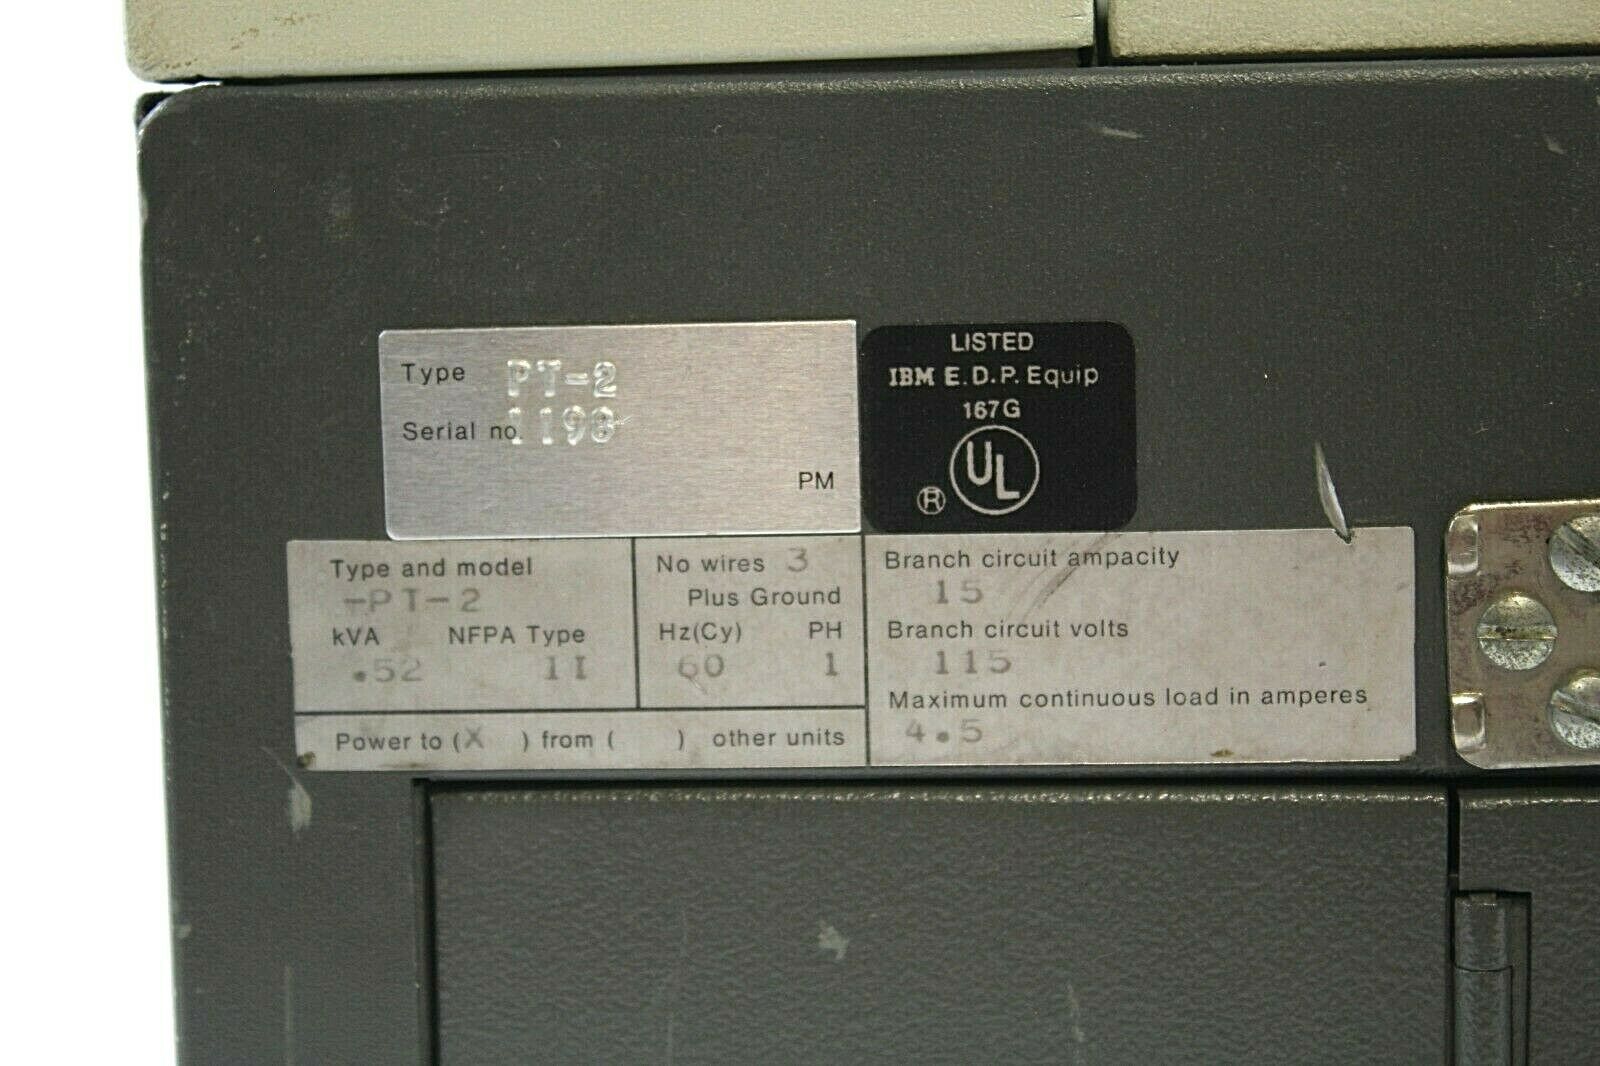 Type PT-2
Serial no. 1198
PM
LISTED
IBM E.D.P. Equip
167G
UL
®
Type and model
-PT-2
kVA NFPA Type
.52 II
No wires 3
Plus Ground
Hz(Cy) PH
60 1
Power to (X ) from ( ) other units
Branch circuit ampacity
15
Branch circuit volts
115
Maximum continuous load in amperes
4.5